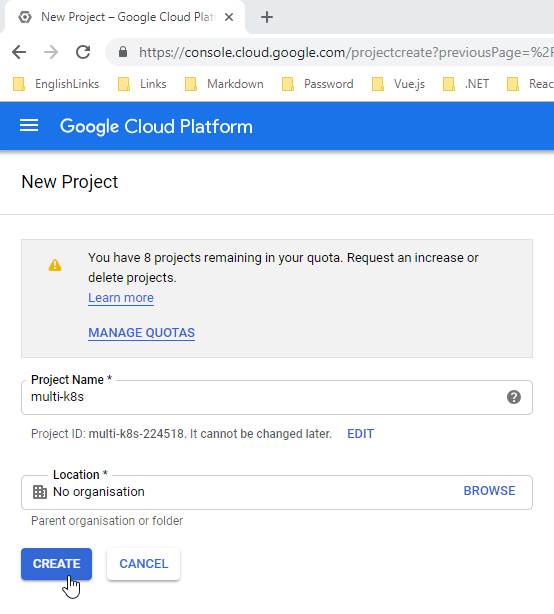 New Project – Google Cloud Platf
https://console.cloud.google.com/projectcreate?previousPage=%2F
EnglishLinks Links Markdown Password Vue.js .NET Reac
Google Cloud Platform
New Project
You have 8 projects remaining in your quota. Request an increase or
delete projects.
Learn more
MANAGE QUOTAS
Project Name *
multi-k8s
Project ID: multi-k8s-224518. It cannot be changed later. EDIT
Location *
No organisation BROWSE
Parent organisation or folder
CREATE CANCEL